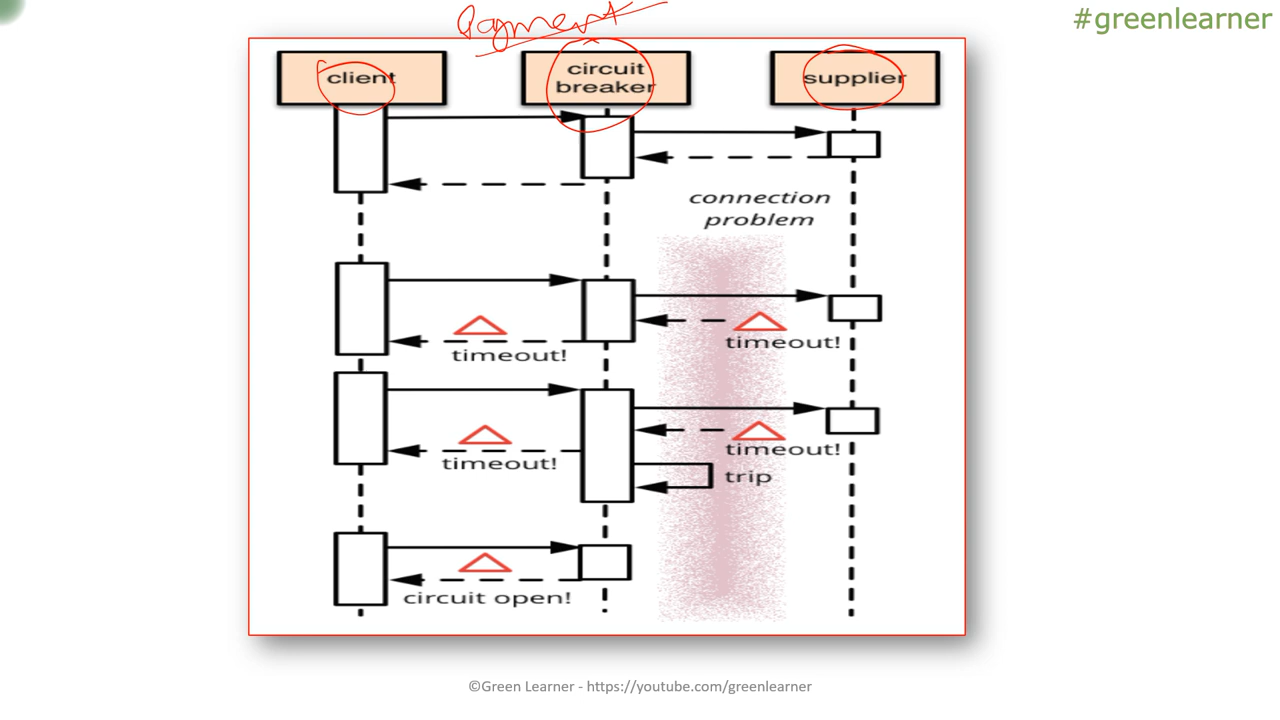 #greenlearner
Payment
client
circuit
breaker
supplier
connection
problem
timeout!
timeout!
timeout!
timeout!
trip
circuit open!
©Green Learner - https://youtube.com/greenlearner